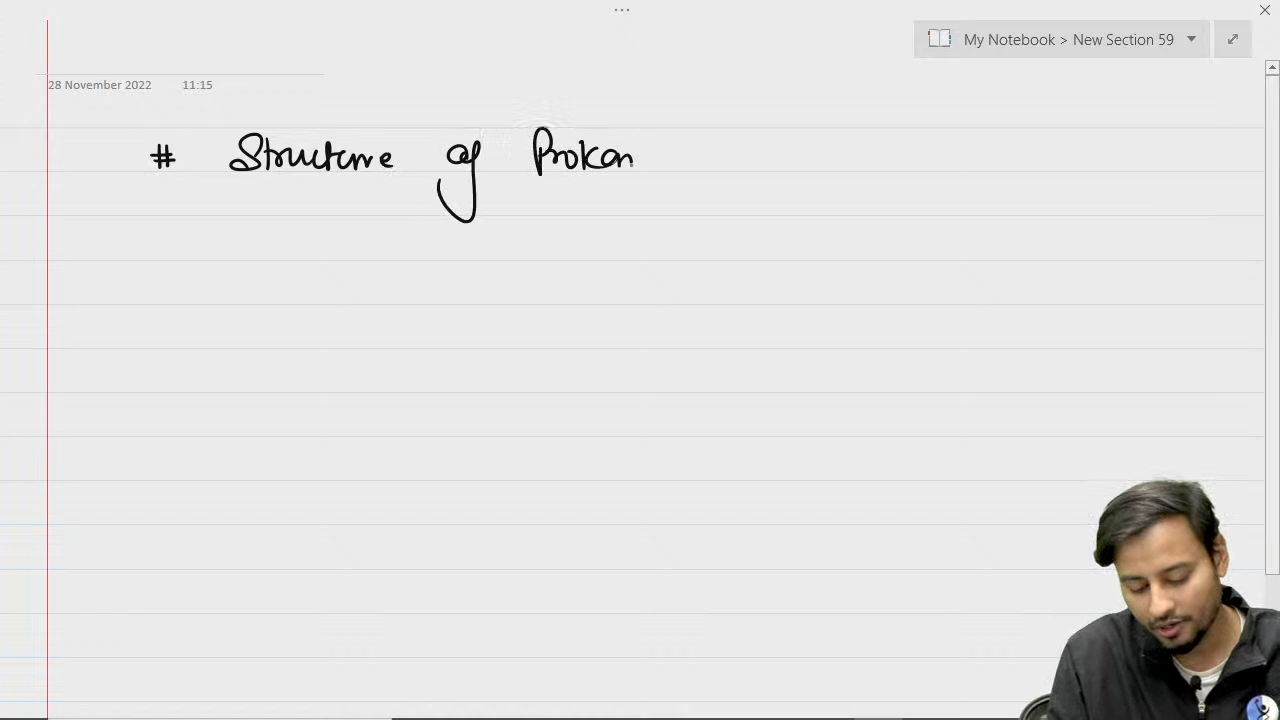 My Notebook > New Section 59
28 November 2022 11:15
# Structure of Prokar